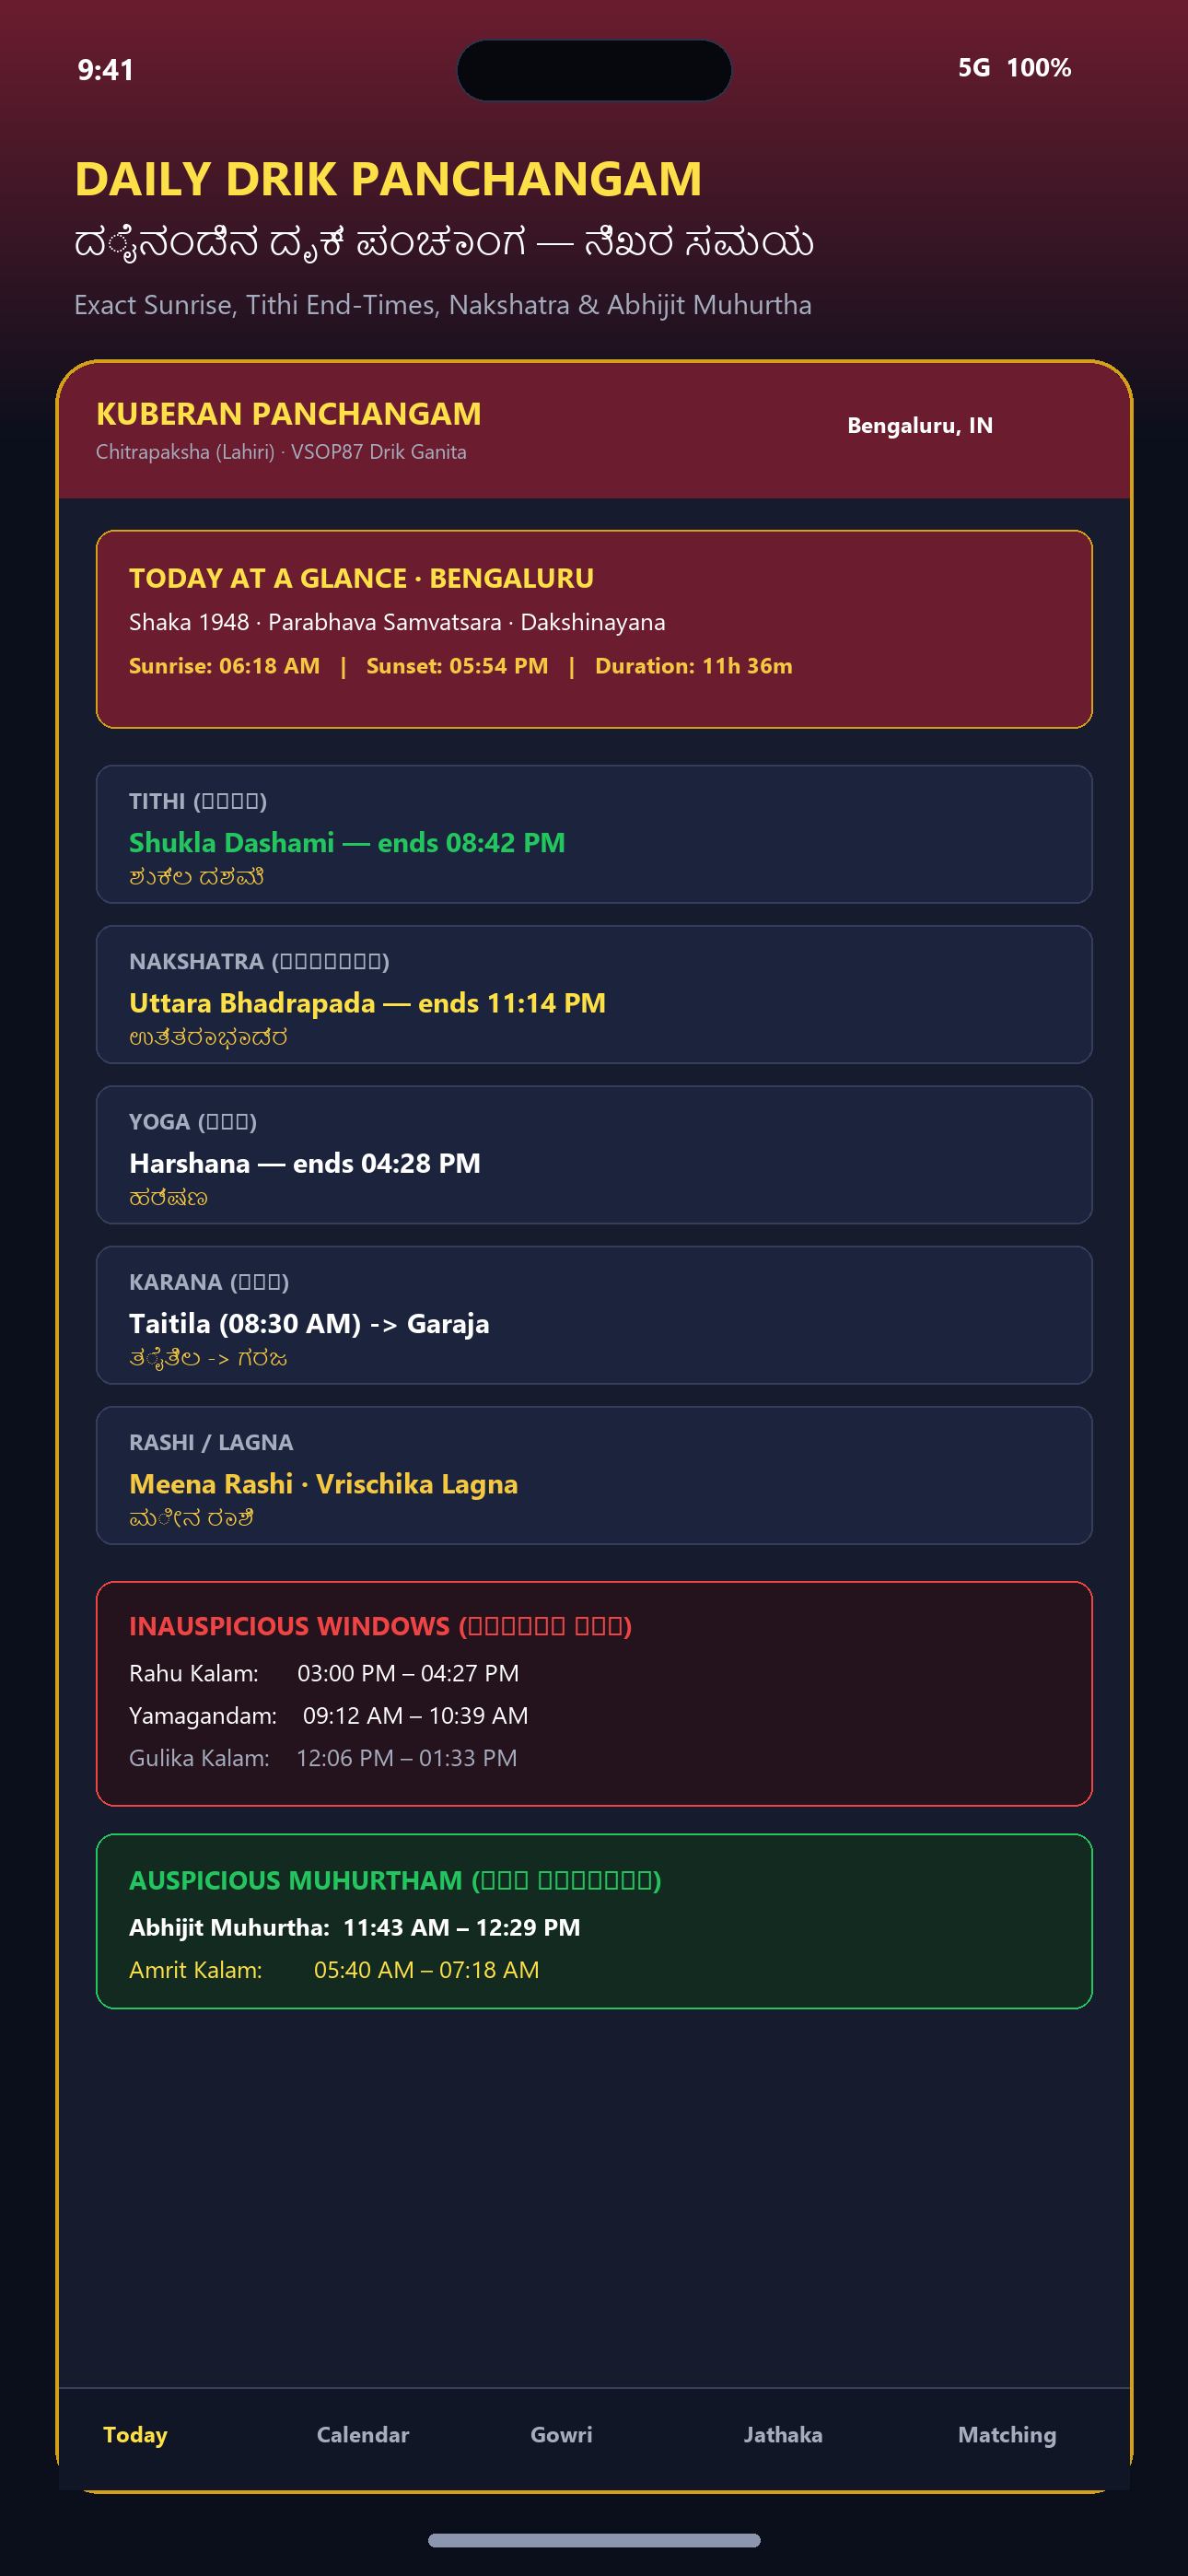 9:41
5G 100%
DAILY DRIK PANCHANGAM
ದೈನಂದಿನ ದೃಕ್ ಪಂಚಾಂಗ — ನಿಖರ ಸಮಯ
Exact Sunrise, Tithi End-Times, Nakshatra & Abhijit Muhurtha
KUBERAN PANCHANGAM
Bengaluru, IN
Chitrapaksha (Lahiri) · VSOP87 Drik Ganita
TODAY AT A GLANCE · BENGALURU
Shaka 1948 · Parabhava Samvatsara · Dakshinayana
Sunrise: 06:18 AM | Sunset: 05:54 PM | Duration: 11h 36m
TITHI
Shukla Dashami — ends 08:42 PM
ಶುಕ್ಲ ದಶಮಿ
NAKSHATRA
Uttara Bhadrapada — ends 11:14 PM
ಉತ್ತರಾಭಾದ್ರ
YOGA
Harshana — ends 04:28 PM
ಹರ್ಷಣ
KARANA
Taitila (08:30 AM) -> Garaja
ತೈತಿಲ -> ಗರಜ
RASHI / LAGNA
Meena Rashi · Vrischika Lagna
ಮೀನ ರಾಶಿ
INAUSPICIOUS WINDOWS
Rahu Kalam: 03:00 PM – 04:27 PM
Yamagandam: 09:12 AM – 10:39 AM
Gulika Kalam: 12:06 PM – 01:33 PM
AUSPICIOUS MUHURTHAM
Abhijit Muhurtha: 11:43 AM – 12:29 PM
Amrit Kalam: 05:40 AM – 07:18 AM
Today
Calendar
Gowri
Jathaka
Matching